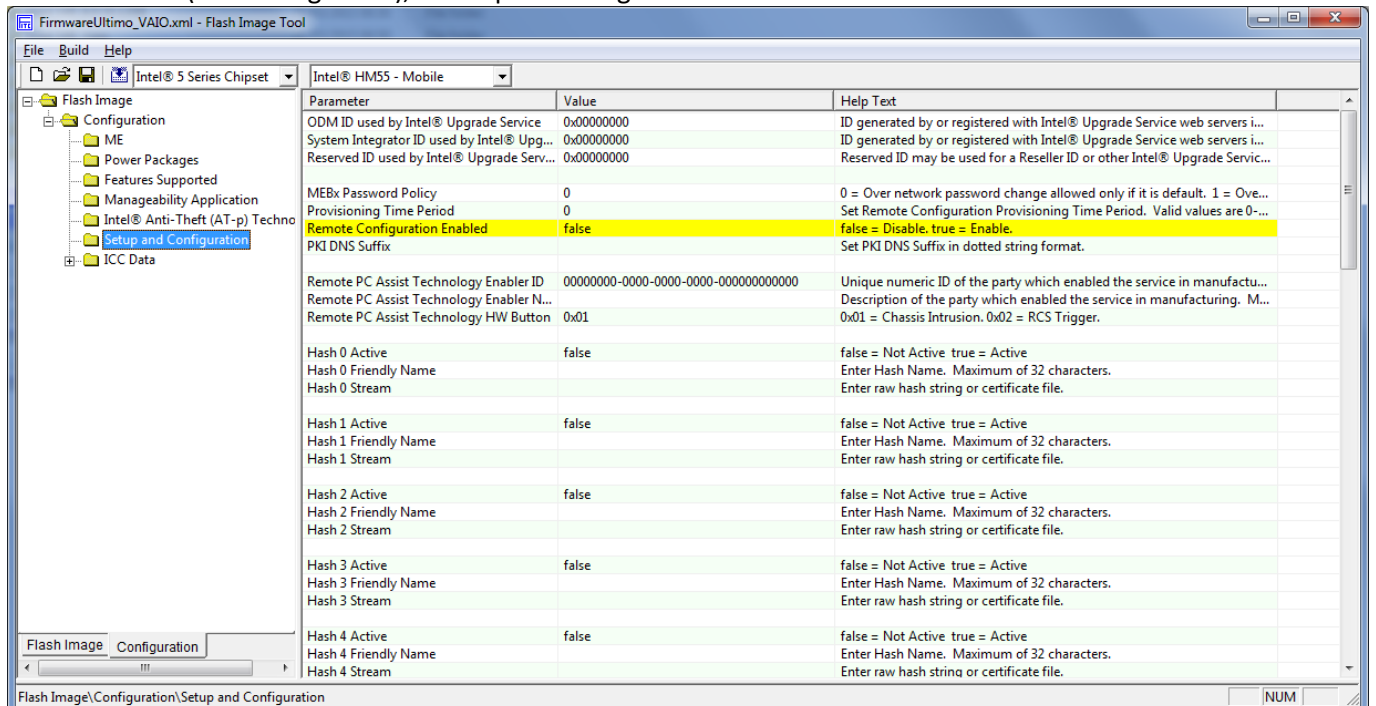 FirmwareUltimo_VAIO.xml - Flash Image Tool
File Build Help
Intel® 5 Series Chipset Intel® HM55 - Mobile
Flash Image
Configuration
ME
Power Packages
Features Supported
Manageability Application
Intel® Anti-Theft (AT-p) Techno
Setup and Configuration
ICC Data
Flash Image Configuration
Parameter Value Help Text
ODM ID used by Intel® Upgrade Service 0x00000000 ID generated by or registered with Intel® Upgrade Service web servers i...
System Integrator ID used by Intel® Upg... 0x00000000 ID generated by or registered with Intel® Upgrade Service web servers i...
Reserved ID used by Intel® Upgrade Serv... 0x00000000 Reserved ID may be used for a Reseller ID or other Intel® Upgrade Servic...
MEBx Password Policy 0 0 = Over network password change allowed only if it is default. 1 = Ove...
Provisioning Time Period 0 Set Remote Configuration Provisioning Time Period. Valid values are 0-...
Remote Configuration Enabled false false = Disable. true = Enable.
PKI DNS Suffix Set PKI DNS Suffix in dotted string format.
Remote PC Assist Technology Enabler ID 00000000-0000-0000-0000-000000000000 Unique numeric ID of the party which enabled the service in manufactu...
Remote PC Assist Technology Enabler N... Description of the party which enabled the service in manufacturing. M...
Remote PC Assist Technology HW Button 0x01 0x01 = Chassis Intrusion. 0x02 = RCS Trigger.
Hash 0 Active false false = Not Active true = Active
Hash 0 Friendly Name Enter Hash Name. Maximum of 32 characters.
Hash 0 Stream Enter raw hash string or certificate file.
Hash 1 Active false false = Not Active true = Active
Hash 1 Friendly Name Enter Hash Name. Maximum of 32 characters.
Hash 1 Stream Enter raw hash string or certificate file.
Hash 2 Active false false = Not Active true = Active
Hash 2 Friendly Name Enter Hash Name. Maximum of 32 characters.
Hash 2 Stream Enter raw hash string or certificate file.
Hash 3 Active false false = Not Active true = Active
Hash 3 Friendly Name Enter Hash Name. Maximum of 32 characters.
Hash 3 Stream Enter raw hash string or certificate file.
Hash 4 Active false false = Not Active true = Active
Hash 4 Friendly Name Enter Hash Name. Maximum of 32 characters.
Hash 4 Stream Enter raw hash string or certificate file.
Flash Image\Configuration\Setup and Configuration NUM